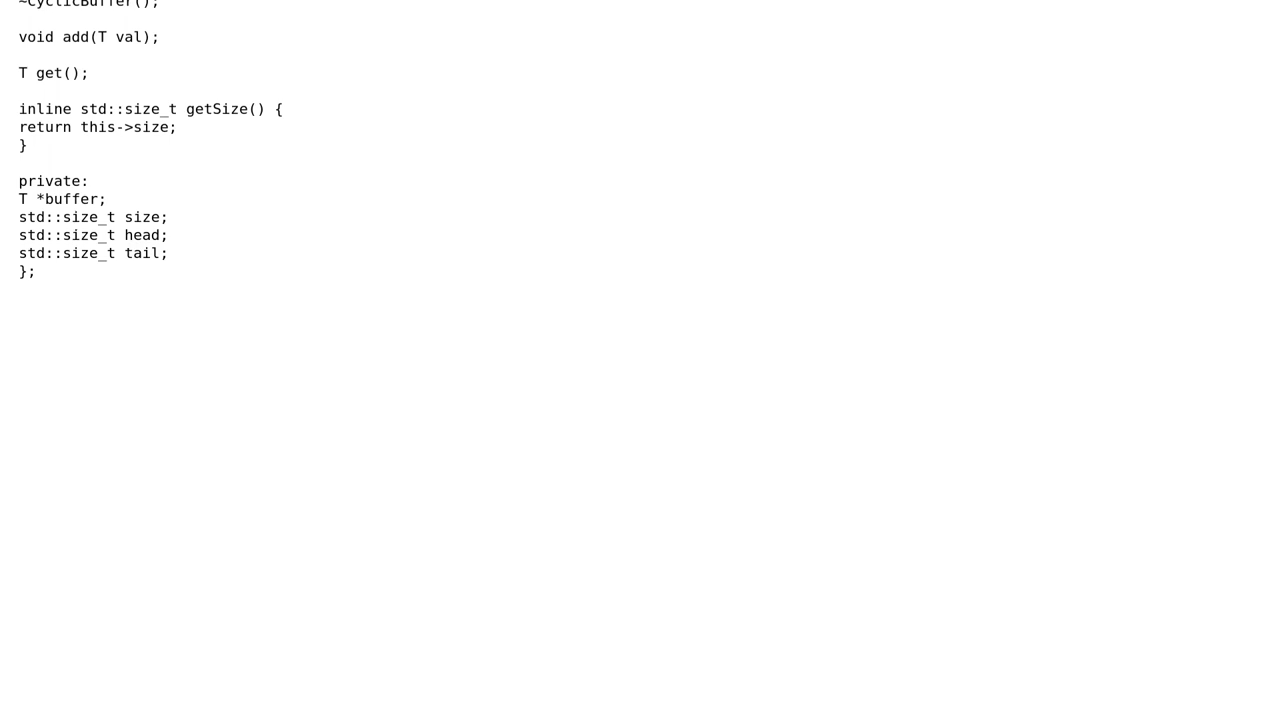 ~CyclicBuffer();
void add(T val);
T get();
inline std::size_t getSize() {
return this->size;
}
private:
T *buffer;
std::size_t size;
std::size_t head;
std::size_t tail;
};